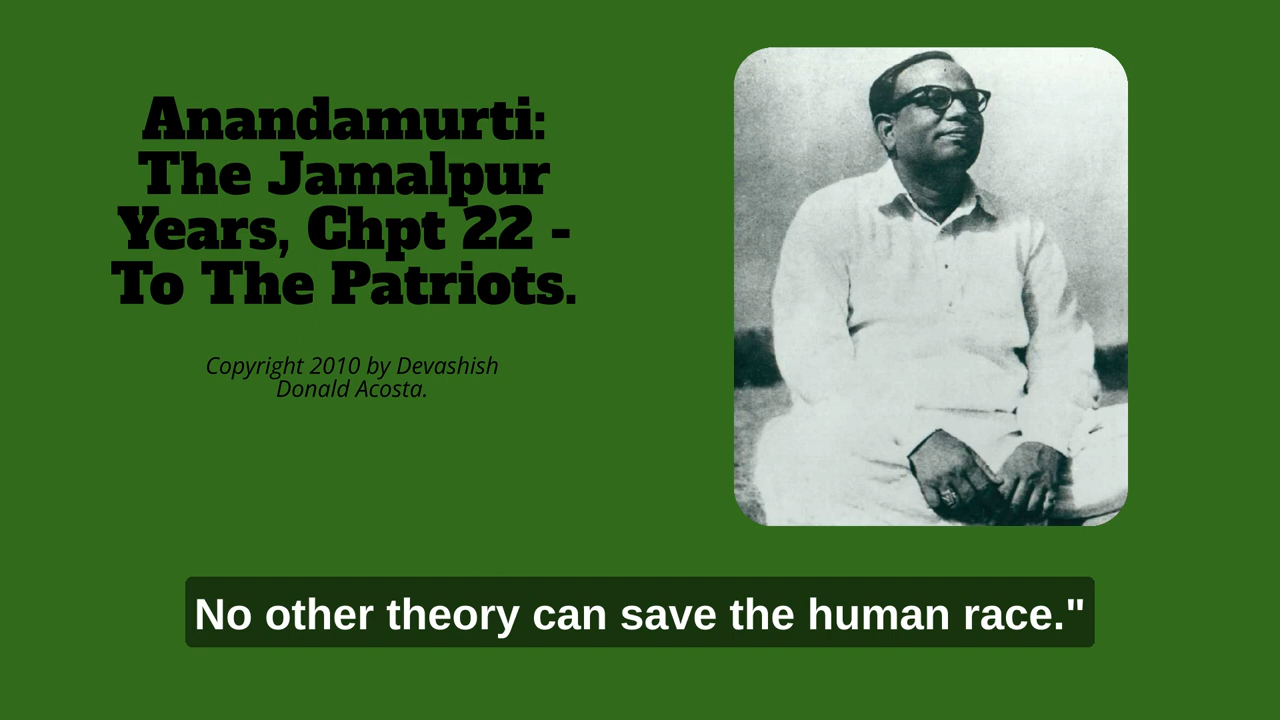 Anandamurti:
The Jamalpur
Years, Chpt 22 -
To The Patriots.
Copyright 2010 by Devashish
Donald Acosta.
No other theory can save the human race."